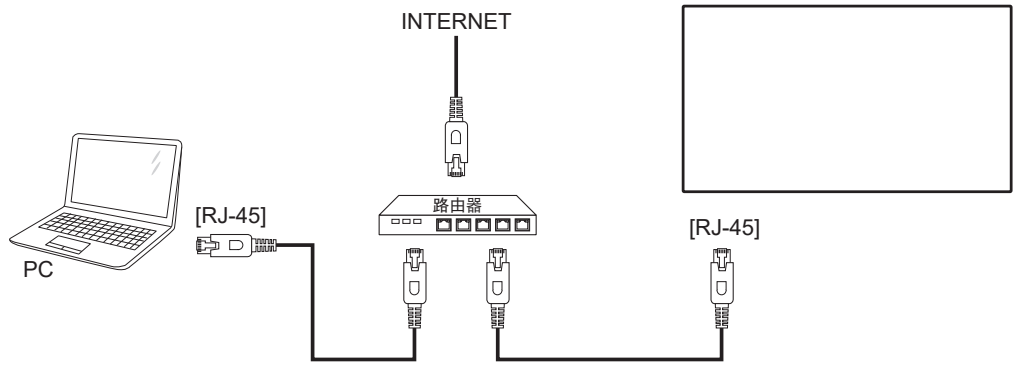 INTERNET
路由器
[RJ-45]
[RJ-45]
PC